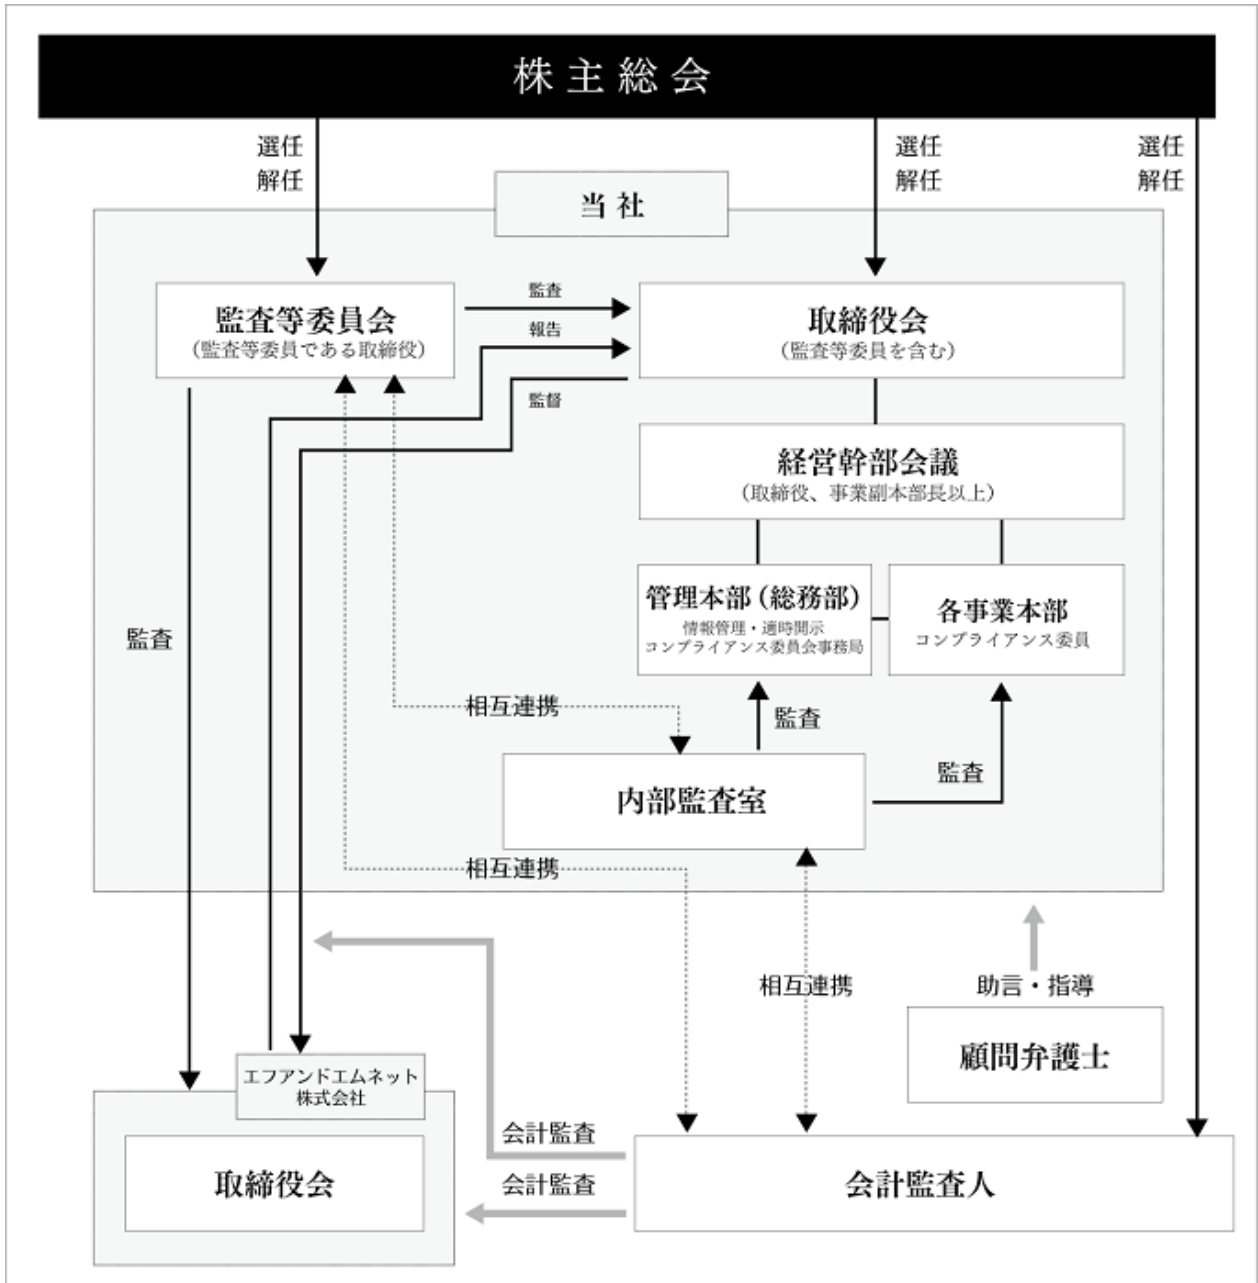 株主総会
選任
解任
選任
解任
選任
解任
当社
監査等委員会
（監査等委員である取締役）
監査
報告
監督
取締役会
（監査等委員を含む）
経営幹部会議
（取締役、事業副本部長以上）
管理本部（総務部）
情報管理・適時開示
コンプライアンス委員会事務局
各事業本部
コンプライアンス委員
監査
相互連携
監査
監査
内部監査室
相互連携
相互連携
助言・指導
顧問弁護士
エフアンドエムネット
株式会社
取締役会
会計監査
会計監査
会計監査人